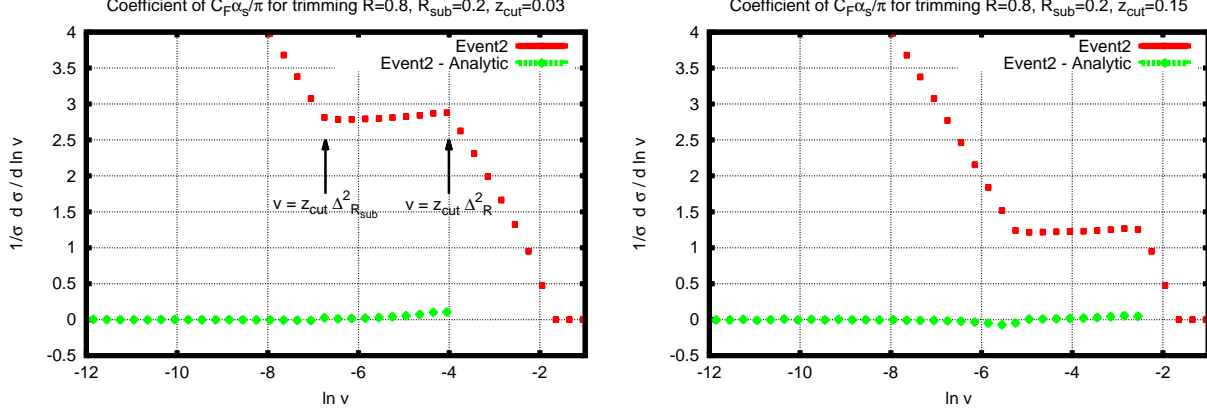 Coefficient of C_Fα_s/π for trimming R=0.8, R_sub=0.2, z_cut=0.03
4
3.5
3
2.5
2
1.5
1
0.5
0
-0.5
1/σ d σ / d ln v
Event2
Event2 - Analytic
v = z_cut Δ²_R_sub
v = z_cut Δ²_R
-12
-10
-8
-6
-4
-2
ln v
Coefficient of C_Fα_s/π for trimming R=0.8, R_sub=0.2, z_cut=0.15
4
3.5
3
2.5
2
1.5
1
0.5
0
-0.5
1/σ d σ / d ln v
Event2
Event2 - Analytic
-12
-10
-8
-6
-4
-2
ln v